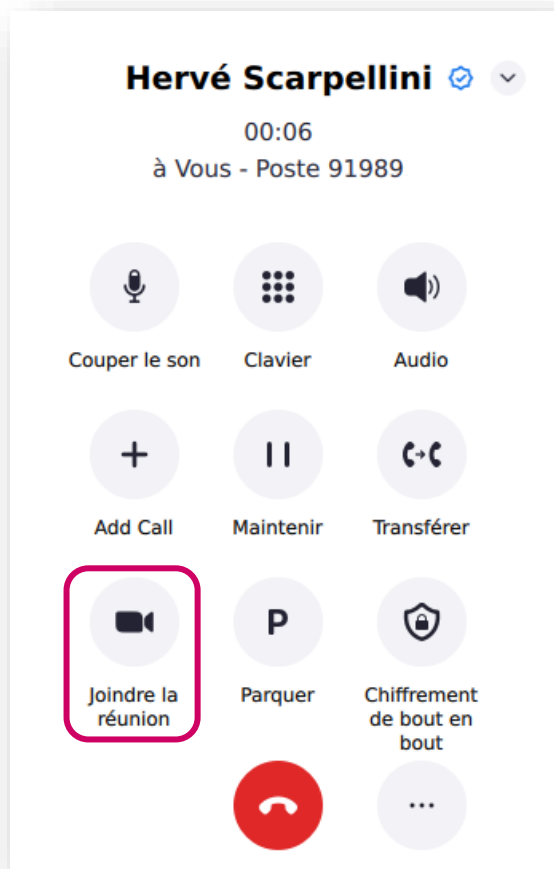 Hervé Scarpellini
00:06
à Vous - Poste 91989
Couper le son
Clavier
Audio
Add Call
Maintenir
Transférer
P
Joindre la
réunion
Parquer
Chiffrement
de bout en
bout